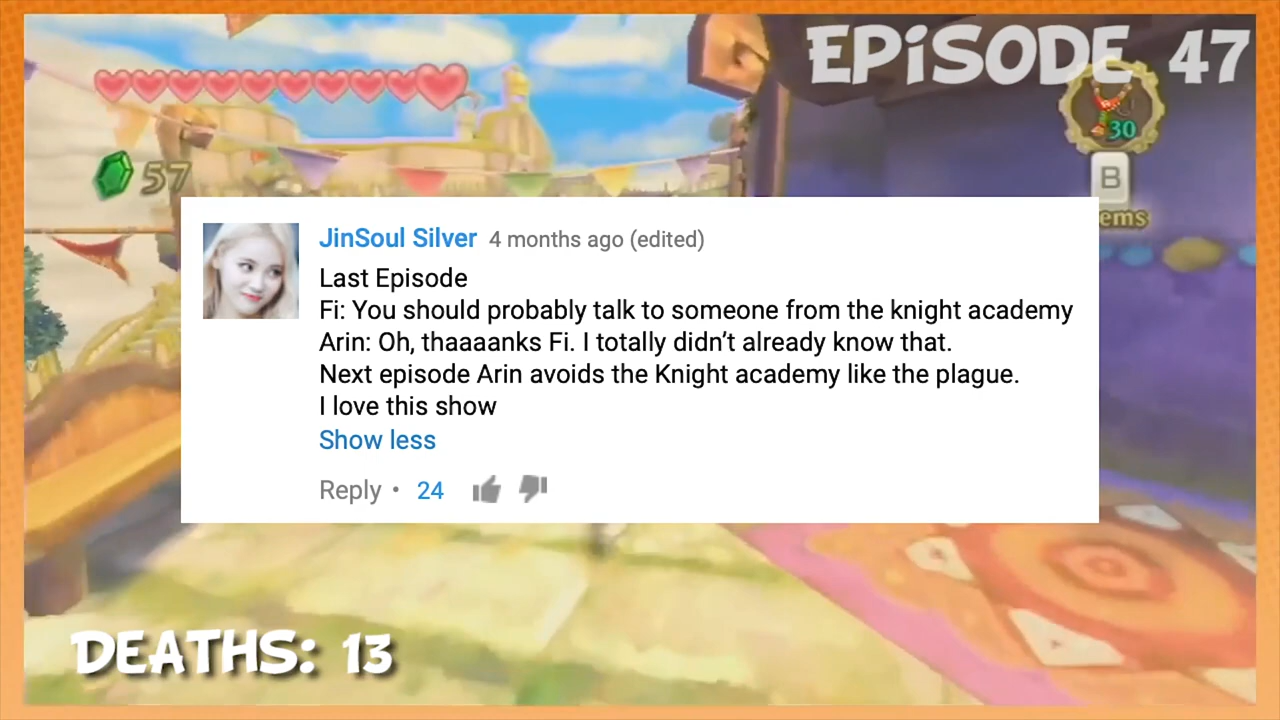 EPiSODE 47
30
57
B
ems
JinSoul Silver 4 months ago (edited)
Last Episode
Fi: You should probably talk to someone from the knight academy
Arin: Oh, thaaaanks Fi. I totally didn’t already know that.
Next episode Arin avoids the Knight academy like the plague.
I love this show
Show less
Reply • 24
DEATHS: 13